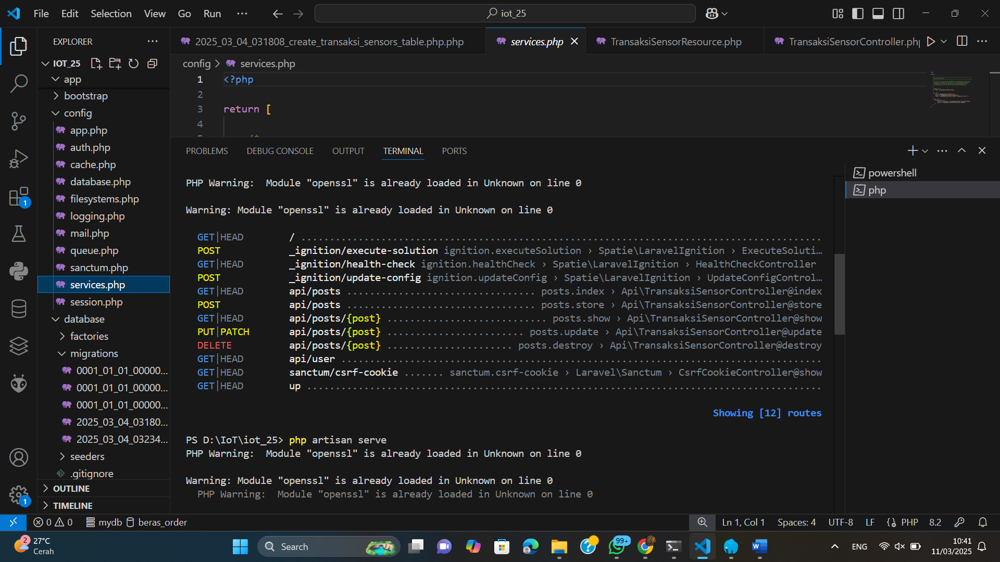 File Edit Selection View Go Run ···
iot_25
EXPLORER
IOT_25
app
bootstrap
config
app.php
auth.php
cache.php
database.php
filesystems.php
logging.php
mail.php
queue.php
sanctum.php
services.php
session.php
database
factories
migrations
0001_01_01_00000...
0001_01_01_00000...
0001_01_01_00000...
2025_03_04_03180...
2025_03_04_03234...
seeders
.gitignore
OUTLINE
TIMELINE
2025_03_04_031808_create_transaksi_sensors_table.php.php
services.php
TransaksiSensorResource.php
TransaksiSensorController.php
config > services.php
1 <?php
2
3 return [
4
5 /*
PROBLEMS DEBUG CONSOLE OUTPUT TERMINAL PORTS
powershell
php
PHP Warning:  Module "openssl" is already loaded in Unknown on line 0
Warning: Module "openssl" is already loaded in Unknown on line 0
GET|HEAD / ...........................................................................................
POST _ignition/execute-solution ignition.executeSolution › Spatie\LaravelIgnition › ExecuteSoluti…
GET|HEAD _ignition/health-check ignition.healthCheck › Spatie\LaravelIgnition › HealthCheckController
POST _ignition/update-config ignition.updateConfig › Spatie\LaravelIgnition › UpdateConfigControl…
GET|HEAD api/posts ................................. posts.index › Api\TransaksiSensorController@index
POST api/posts ................................. posts.store › Api\TransaksiSensorController@store
GET|HEAD api/posts/{post} ............................ posts.show › Api\TransaksiSensorController@show
PUT|PATCH api/posts/{post} ........................ posts.update › Api\TransaksiSensorController@update
DELETE api/posts/{post} ...................... posts.destroy › Api\TransaksiSensorController@destroy
GET|HEAD api/user ....................................................................................
GET|HEAD sanctum/csrf-cookie ....... sanctum.csrf-cookie › Laravel\Sanctum › CsrfCookieController@show
GET|HEAD up ..........................................................................................
Showing [12] routes
PS D:\IoT\iot_25> php artisan serve
PHP Warning:  Module "openssl" is already loaded in Unknown on line 0
Warning: Module "openssl" is already loaded in Unknown on line 0
PHP Warning:  Module "openssl" is already loaded in Unknown on line 0
1
1
0 0 mydb beras_order
Ln 1, Col 1 Spaces: 4 UTF-8 LF PHP 8.2
2 27°C
Cerah
Search
99+
ENG
10:41
11/03/2025